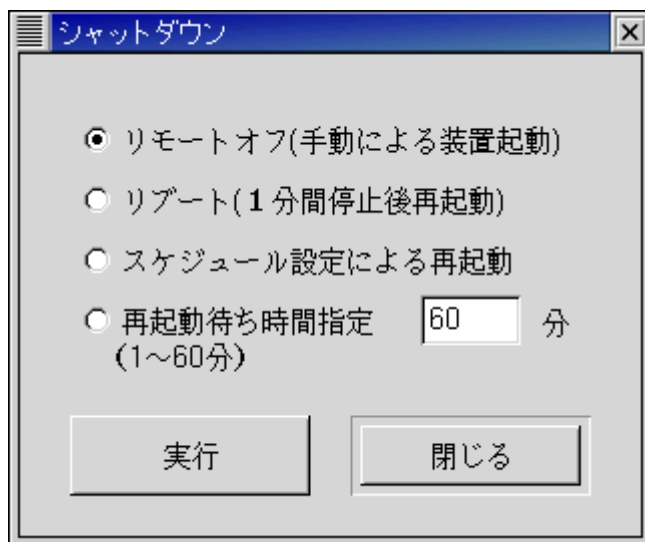 シャットダウン
リモートオフ(手動による装置起動)
リブート(１分間停止後再起動)
スケジュール設定による再起動
再起動待ち時間指定 60 分
(1～60分)
実行 閉じる